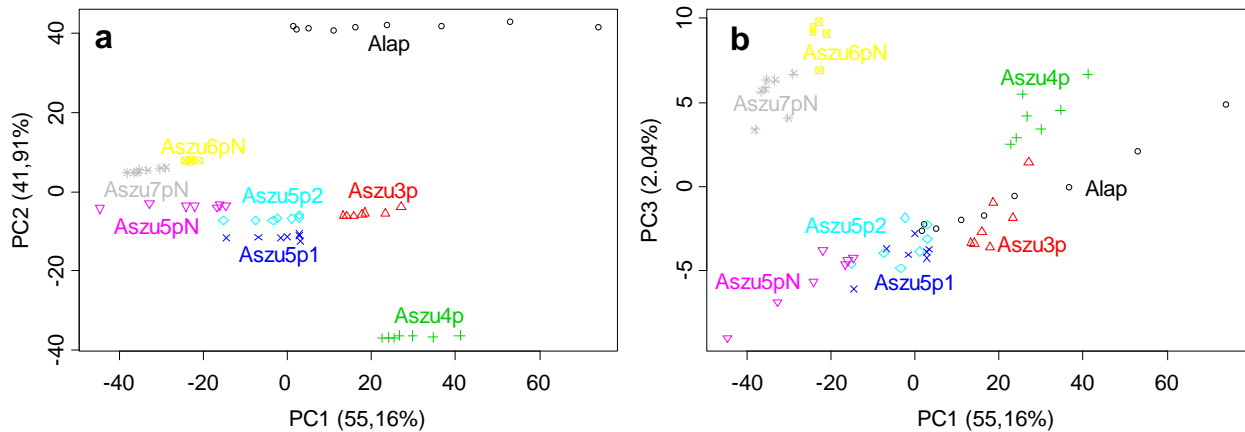 a
Alap
Aszu6pN
Aszu7pN
Aszu5p2
Aszu3p
Aszu5pN
Aszu5p1
Aszu4p
40
20
0
-20
-40
PC2 (41,91%)
-40 -20 0 20 40 60
PC1 (55,16%)
b
Aszu6pN
Aszu4p
Aszu7pN
Alap
Aszu5p2
Aszu3p
Aszu5pN
Aszu5p1
10
5
0
-5
PC3 (2.04%)
-40 -20 0 20 40 60
PC1 (55,16%)